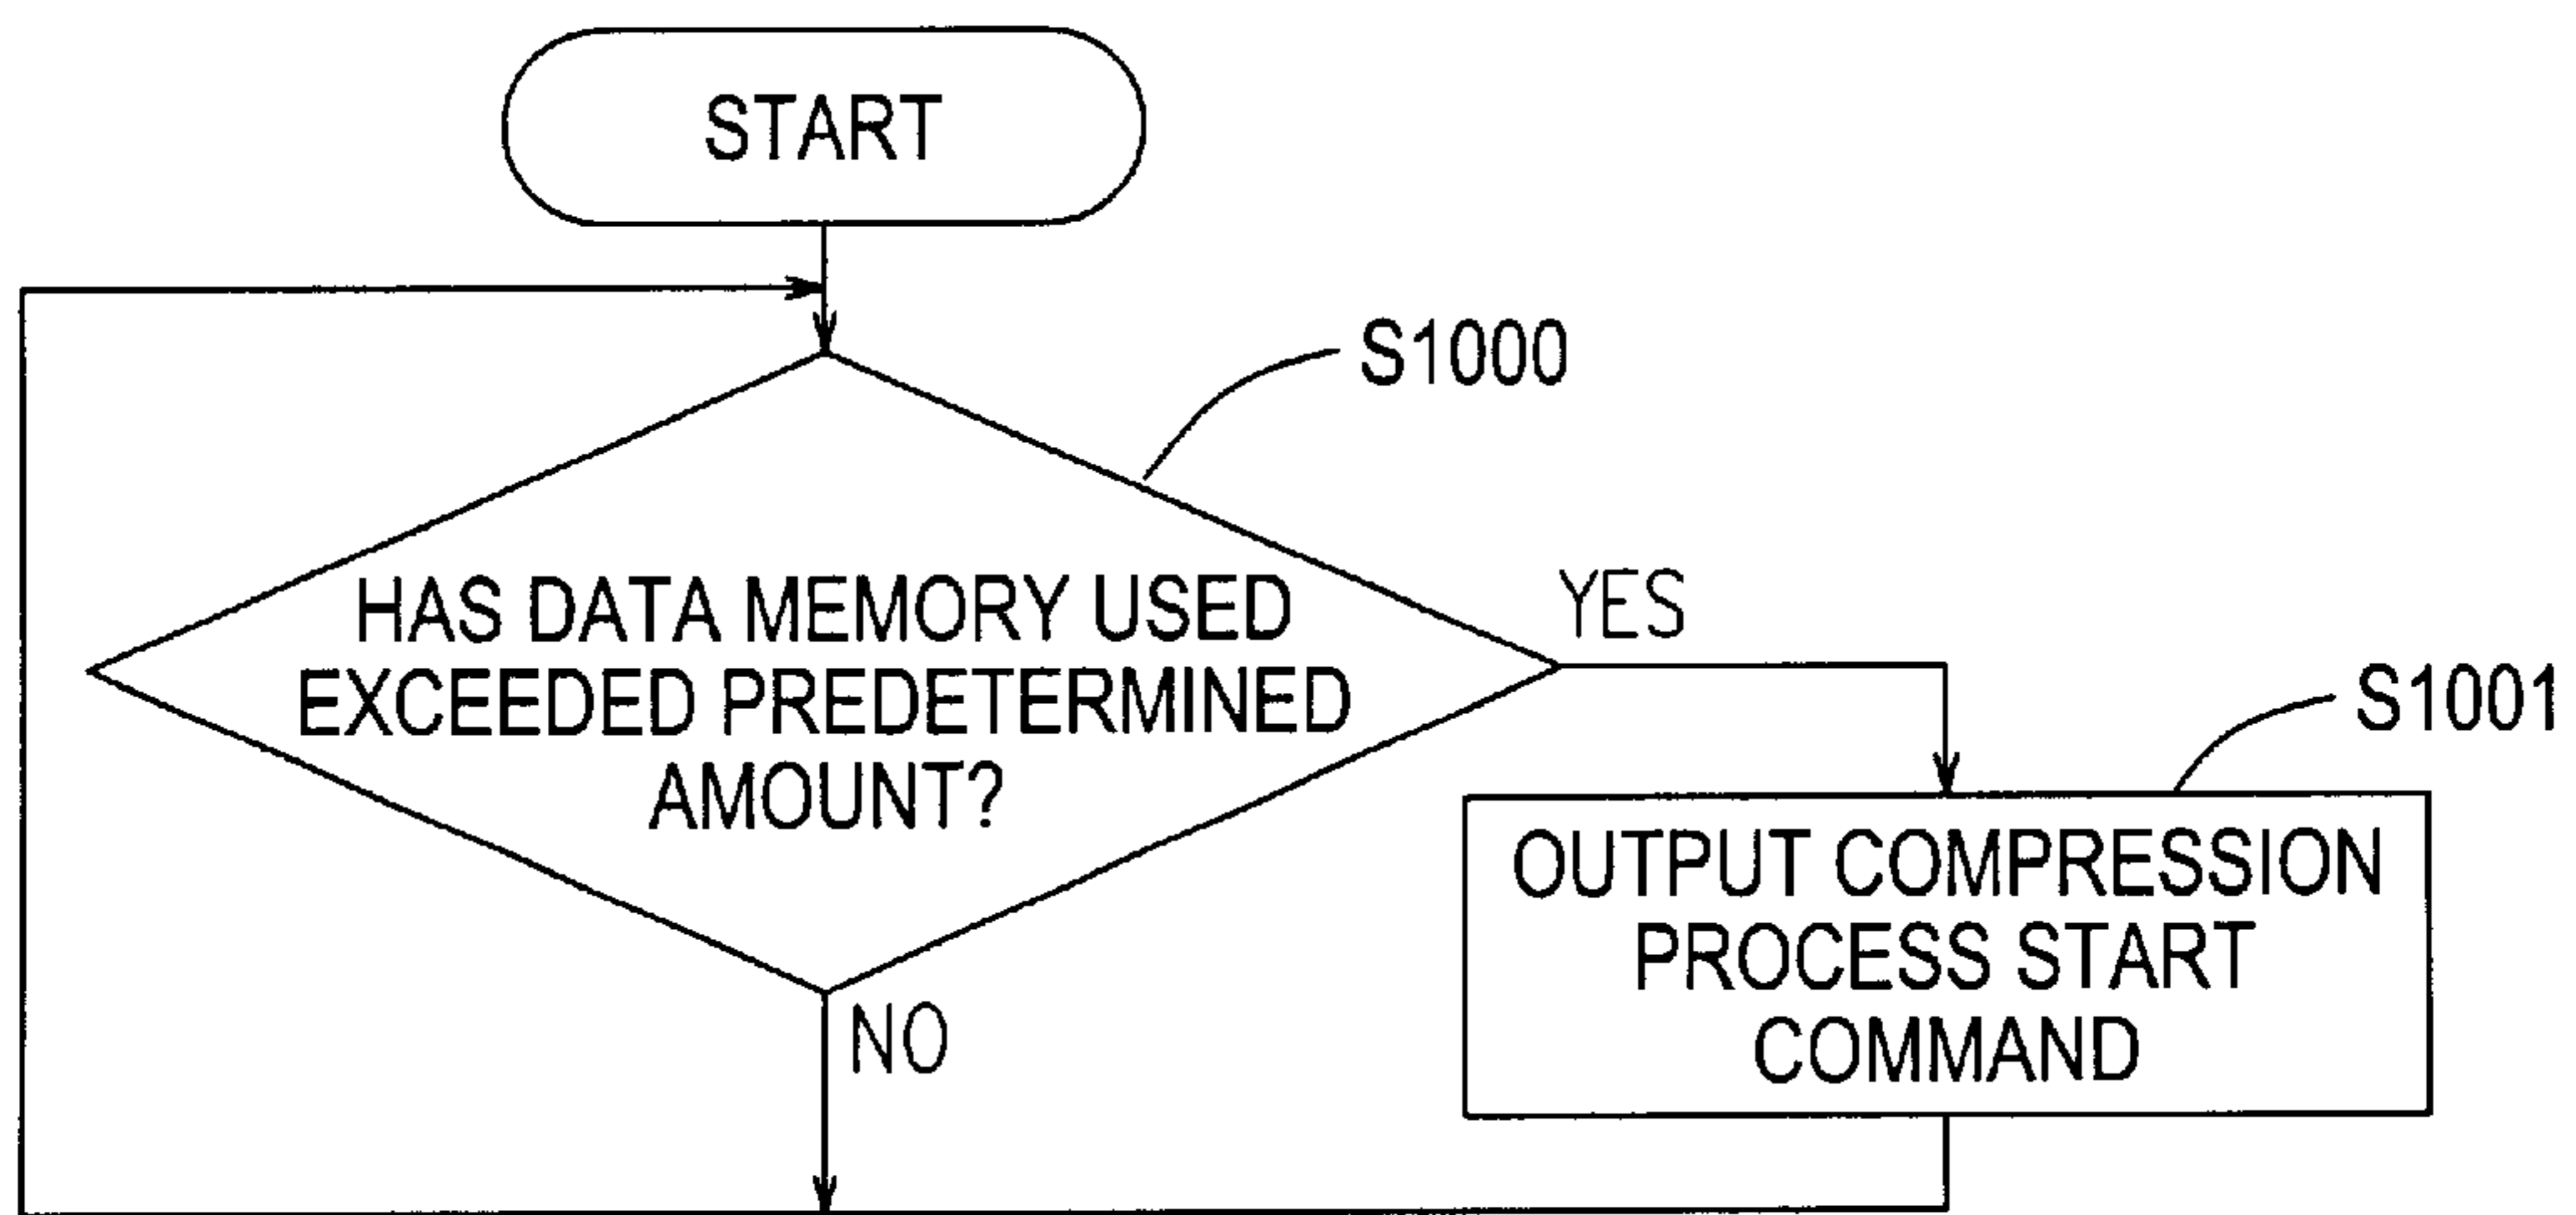 START
S1000
HAS DATA MEMORY USED
EXCEEDED PREDETERMINED
AMOUNT?
YES
S1001
OUTPUT COMPRESSION
PROCESS START
COMMAND
NO